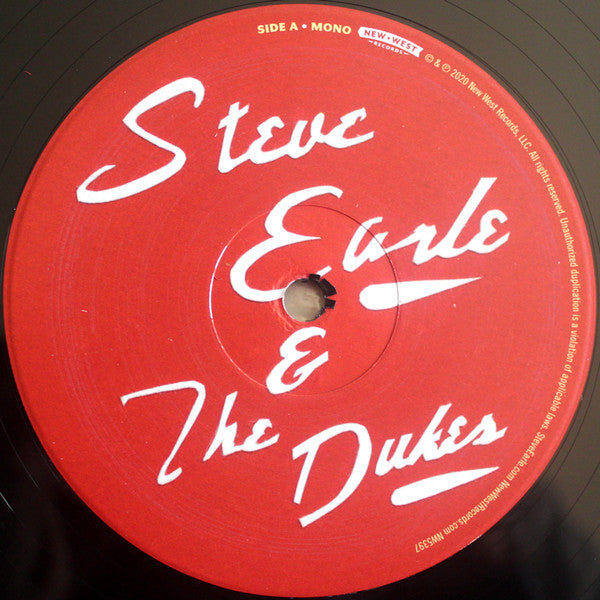 SIDE A • MONO
NEW • WEST
RECORDS
© & ℗ 2020 New West Records, LLC. All rights reserved. Unauthorized duplication is a violation of applicable laws. SteveEarle.com NewWestRecords.com NW5397
Steve
Earle
&
The Dukes